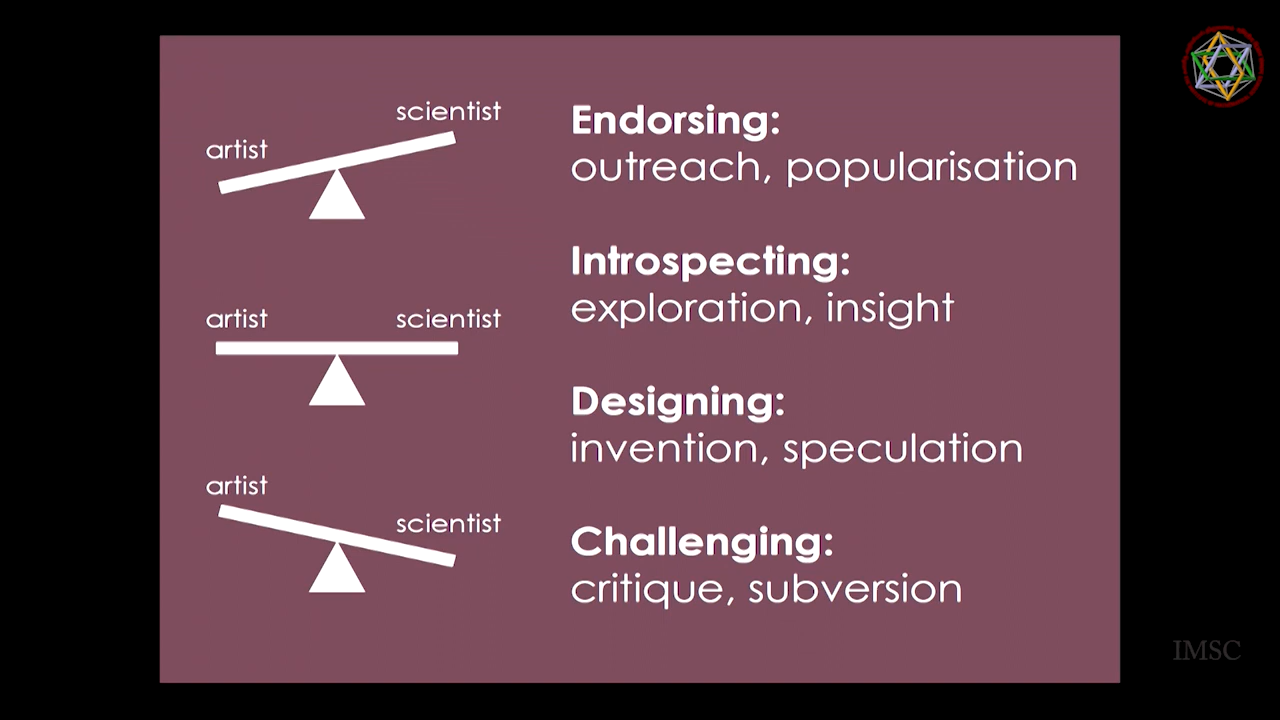 scientist
artist
artist
scientist
artist
scientist
Endorsing:
outreach, popularisation
Introspecting:
exploration, insight
Designing:
invention, speculation
Challenging:
critique, subversion
IMSC